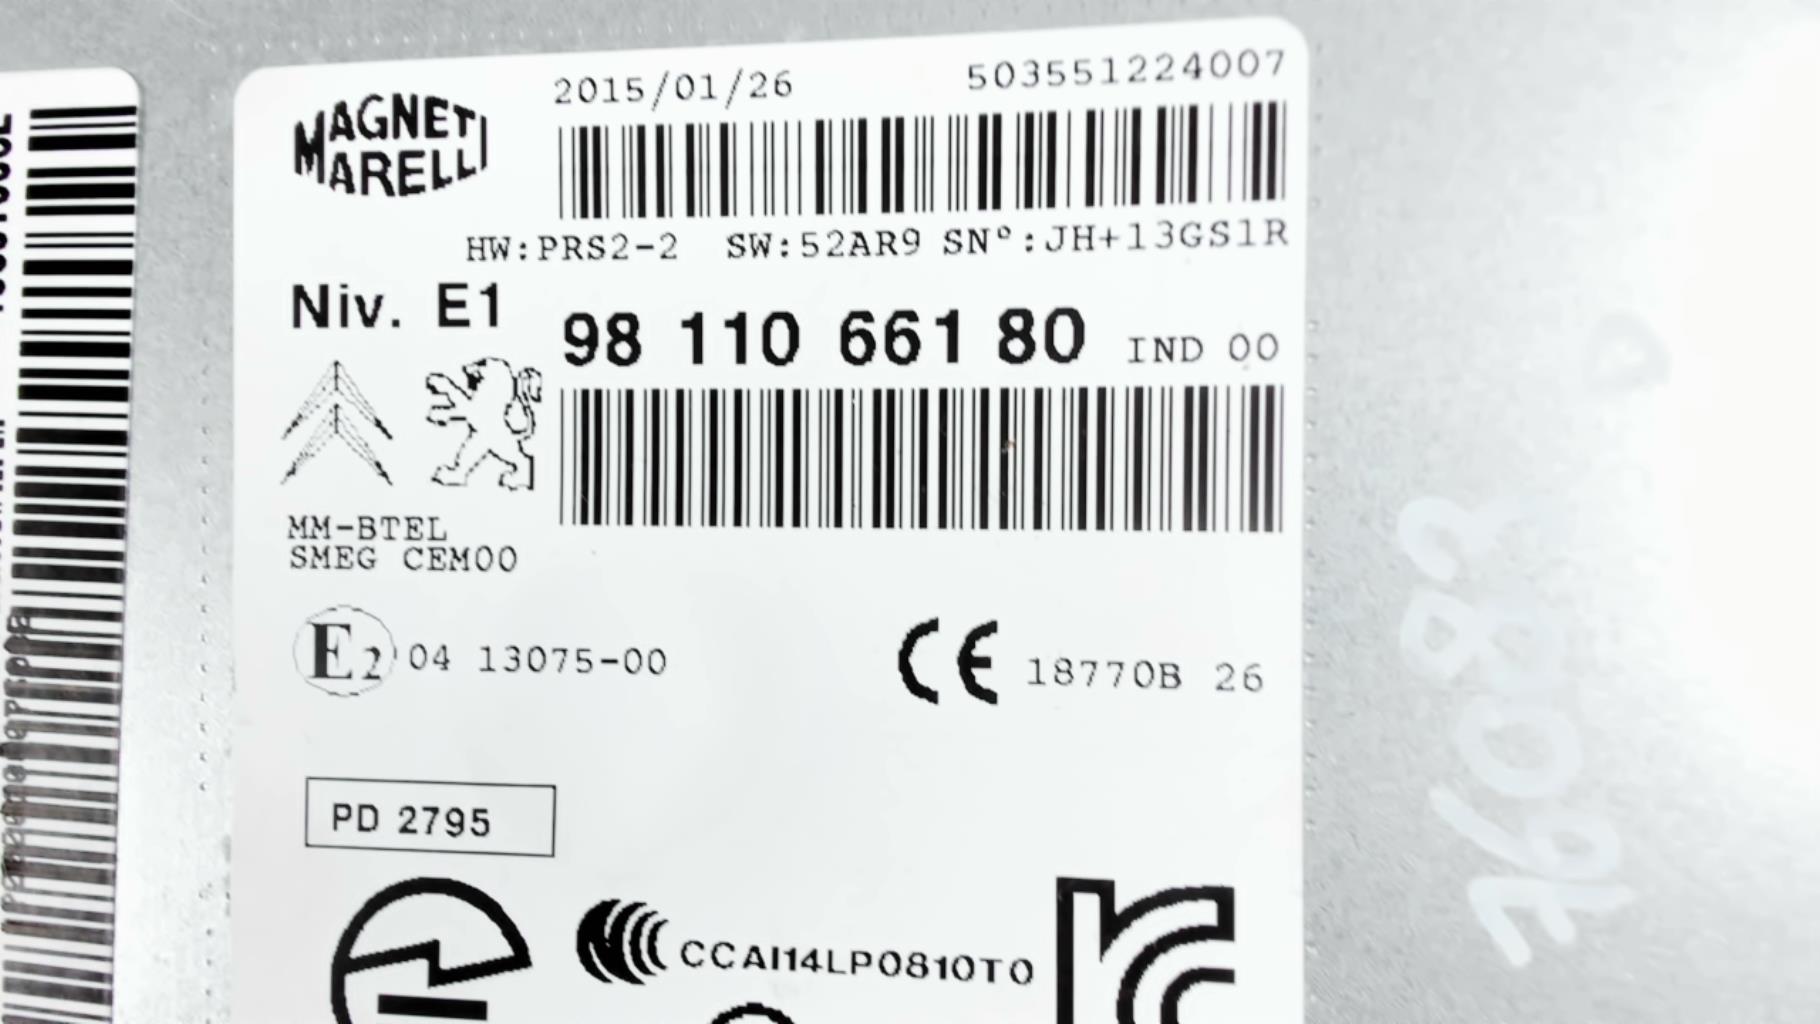 MAGNETI MARELLI
2015/01/26 503551224007
HW:PRS2-2 SW:52AR9 SN°:JH+13GS1R
Niv. E1
98 110 661 80 IND 00
MM-BTEL
SMEG CEM00
E2 04 13075-00
CE 18770B 26
PD 2795
CCAI14LP0810T0
76083